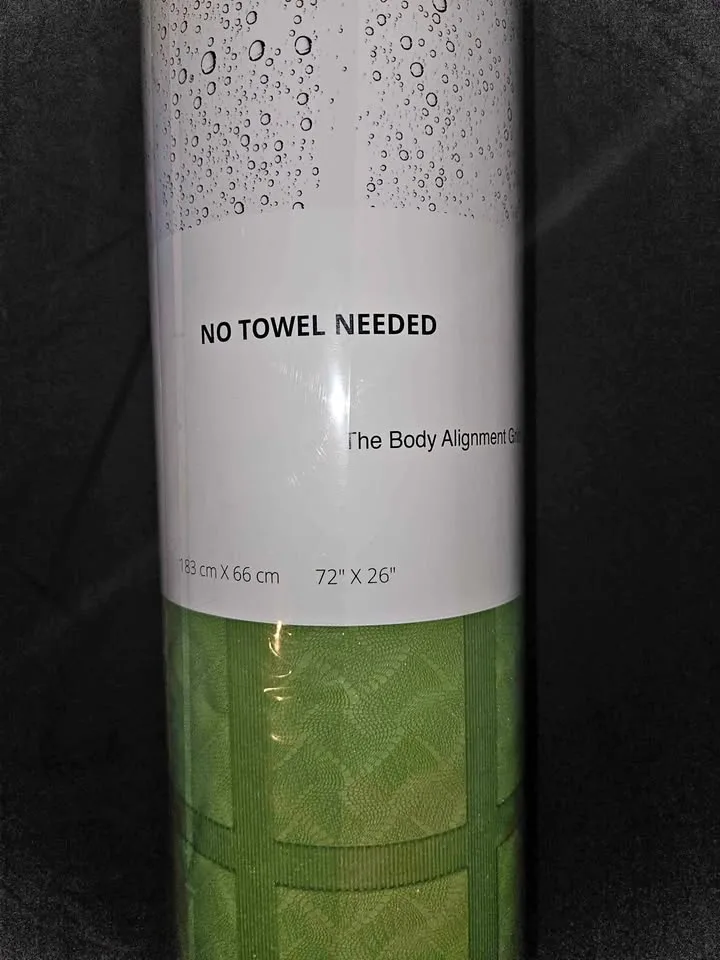 NO TOWEL NEEDED
The Body Alignment
183 cm X 66 cm 72" X 26"